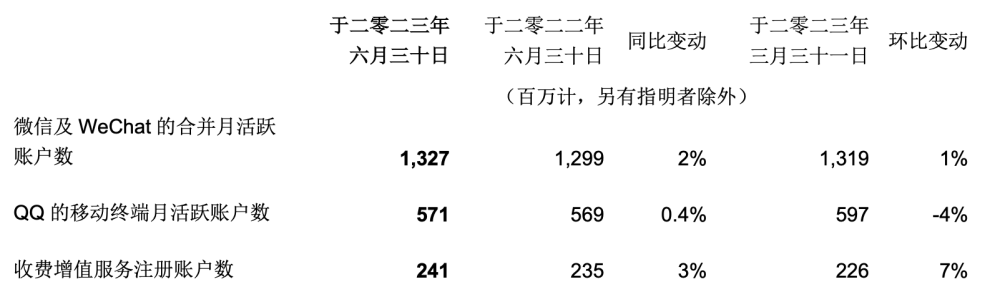 于二零二三年 于二零二二年 于二零二三年
六月三十日 六月三十日 同比变动 三月三十一日 环比变动
（百万计，另有指明者除外）
微信及 WeChat 的合并月活跃
账户数 1,327 1,299 2% 1,319 1%
QQ 的移动终端月活跃账户数 571 569 0.4% 597 -4%
收费增值服务注册账户数 241 235 3% 226 7%